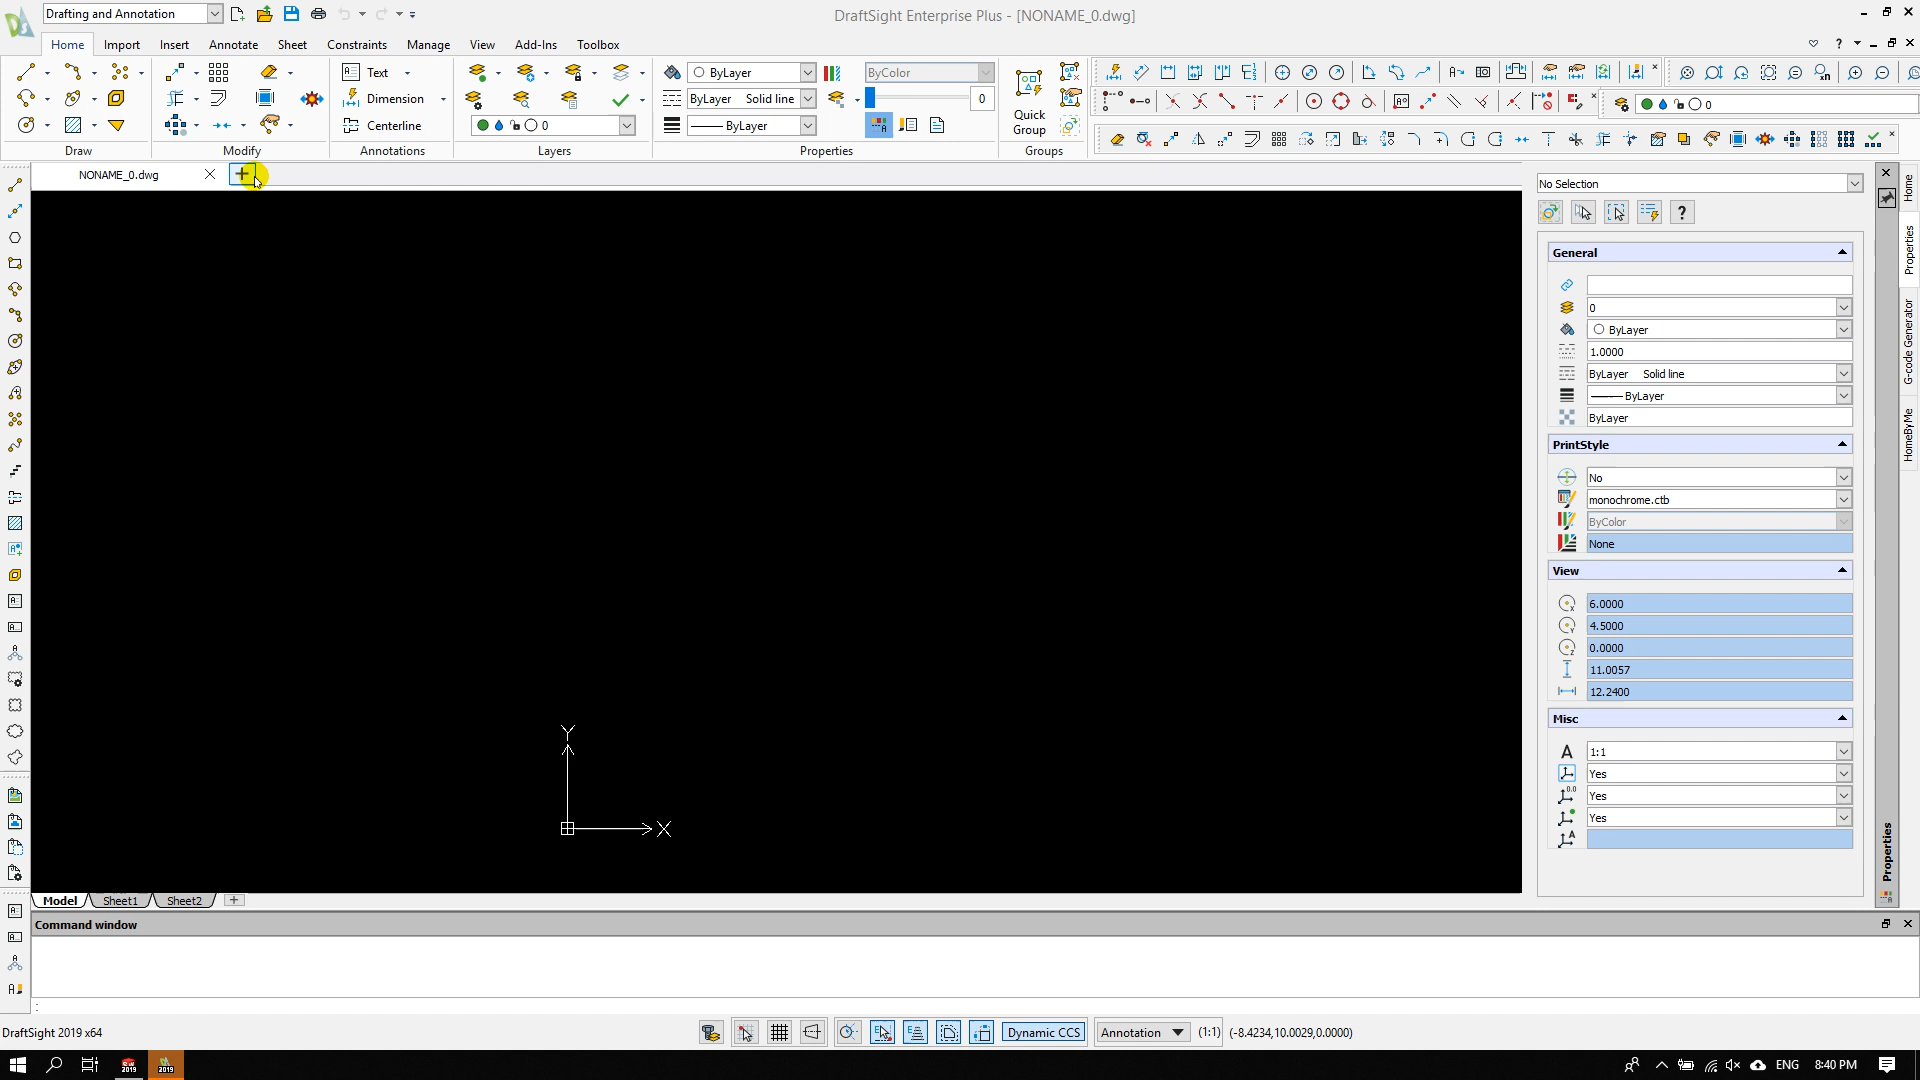 Drafting and Annotation
DraftSight Enterprise Plus - [NONAME_0.dwg]
Home Import Insert Annotate Sheet Constraints Manage View Add-Ins Toolbox
Text
ByLayer
ByColor
Dimension
ByLayer Solid line
0
Quick
Group
0
Centerline
0
ByLayer
Draw Modify Annotations Layers Properties Groups
NONAME_0.dwg
No Selection
Home
Properties
G-code Generator
HomeByMe
General
0
ByLayer
1.0000
ByLayer Solid line
ByLayer
ByLayer
PrintStyle
No
monochrome.ctb
ByColor
None
View
6.0000
4.5000
0.0000
11.0057
12.2400
Misc
1:1
Yes
Yes
Yes
Properties
Y
X
Model Sheet1 Sheet2
Command window
:
DraftSight 2019 x64
Dynamic CCS
Annotation
(1:1)
(-8.4234,10.0029,0.0000)
2019
2019
ENG
8:40 PM